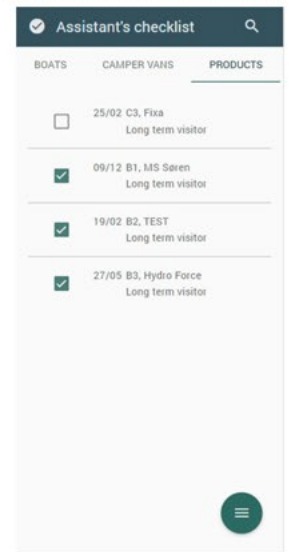 Assistant's checklist
BOATS CAMPER VANS PRODUCTS
25/02 C3, Fixa
Long term visitor
09/12 B1, MS Søren
Long term visitor
19/02 B2, TEST
Long term visitor
27/05 B3, Hydro Force
Long term visitor